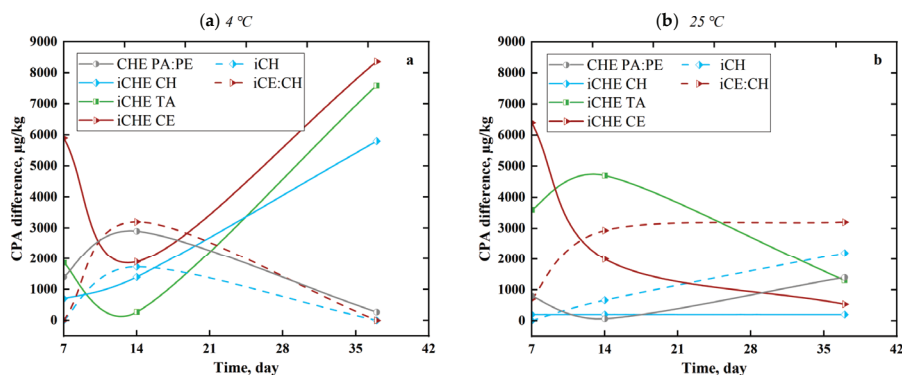 (a) 4 °C
(b) 25 °C
9000
8000
7000
6000
5000
4000
3000
2000
1000
0
CPA difference, µg/kg
CHE PA:PE
iCHE CH
iCHE TA
iCHE CE
iCH
iCE:CH
a
7 14 21 28 35 42
Time, day
9000
8000
7000
6000
5000
4000
3000
2000
1000
0
CPA difference, µg/kg
CHE PA:PE
iCHE CH
iCHE TA
iCHE CE
iCH
iCE:CH
b
7 14 21 28 35 42
Time, day